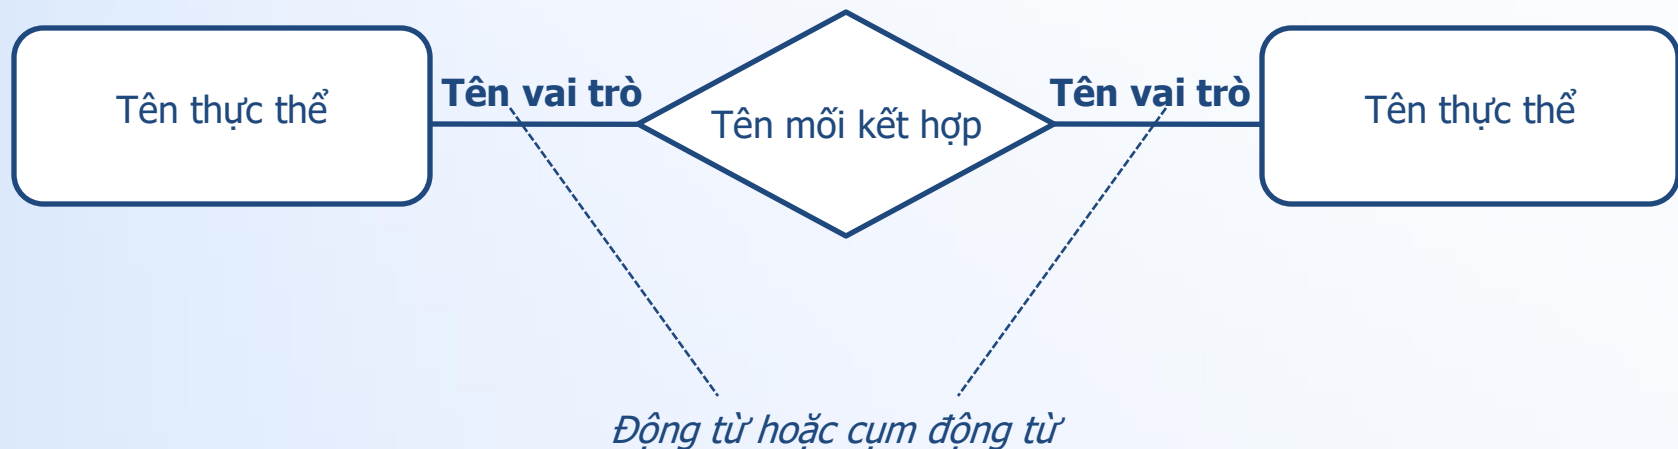 Tên thực thể
Tên vai trò
Tên mối kết hợp
Tên vai trò
Tên thực thể
Động từ hoặc cụm động từ